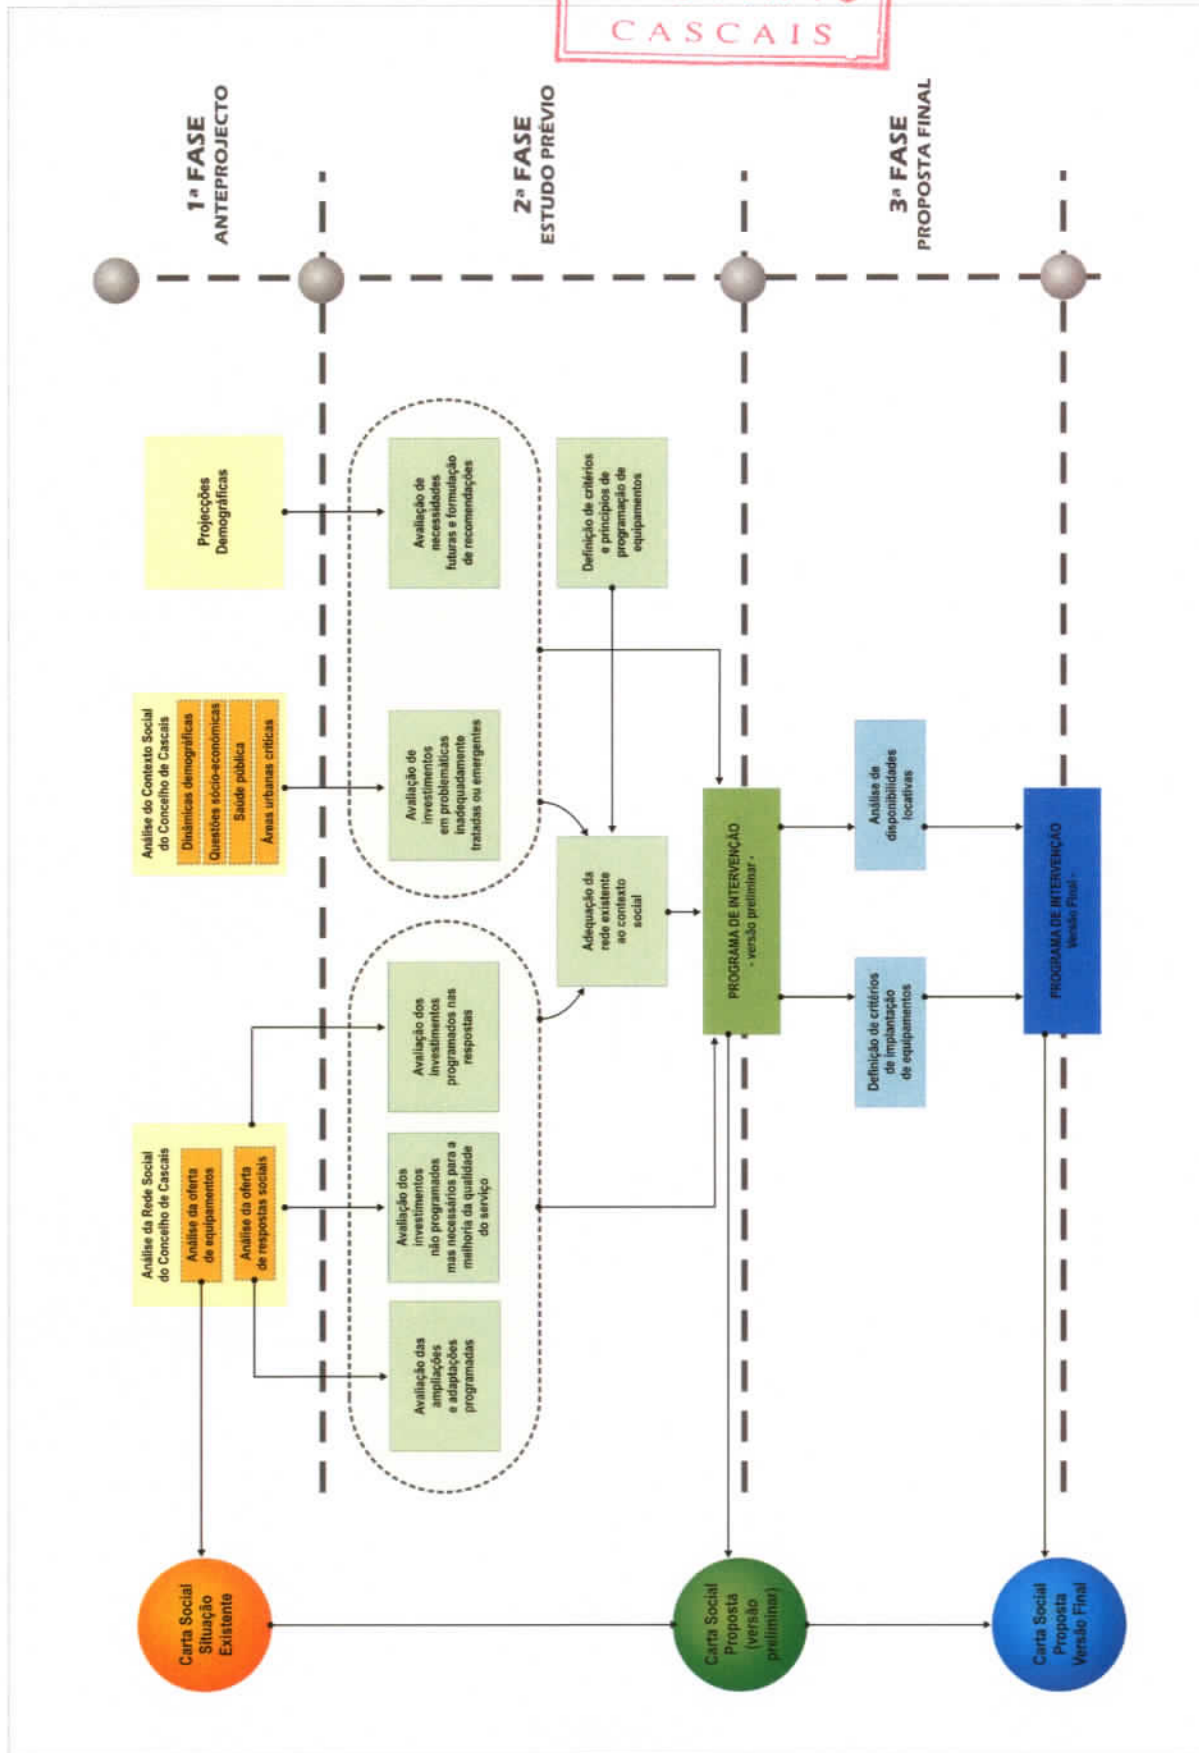 CASCAIS
1ª FASE
ANTEPROJECTO
2ª FASE
ESTUDO PRÉVIO
3ª FASE
PROPOSTA FINAL
Projecções
Demográficas
Análise do Contexto Social
do Concelho de Cascais
Dinâmicas demográficas
Questões sócio-económicas
Saúde pública
Áreas urbanas críticas
Análise da Rede Social
do Concelho de Cascais
Análise da oferta
de equipamentos
Análise da oferta
de respostas sociais
Carta Social
Situação
Existente
Avaliação de
necessidades
futuras e formulação
de recomendações
Avaliação de
investimentos
em problemáticas
inadequadamente
tratadas ou emergentes
Avaliação dos
investimentos
programados nas
respostas
Avaliação dos
investimentos
não programados
mas necessários para a
melhoria da qualidade
do serviço
Avaliação das
ampliações
e adaptações
programadas
Definição de critérios
e princípios de
programação de
equipamentos
Adequação da
rede existente
ao contexto
social
PROGRAMA DE INTERVENÇÃO
- versão preliminar -
Carta Social
Proposta
(versão
preliminar)
Análise de
disponibilidades
locativas
Definição de critérios
de implantação
de equipamentos
PROGRAMA DE INTERVENÇÃO
- Versão Final -
Carta Social
Proposta
Versão Final